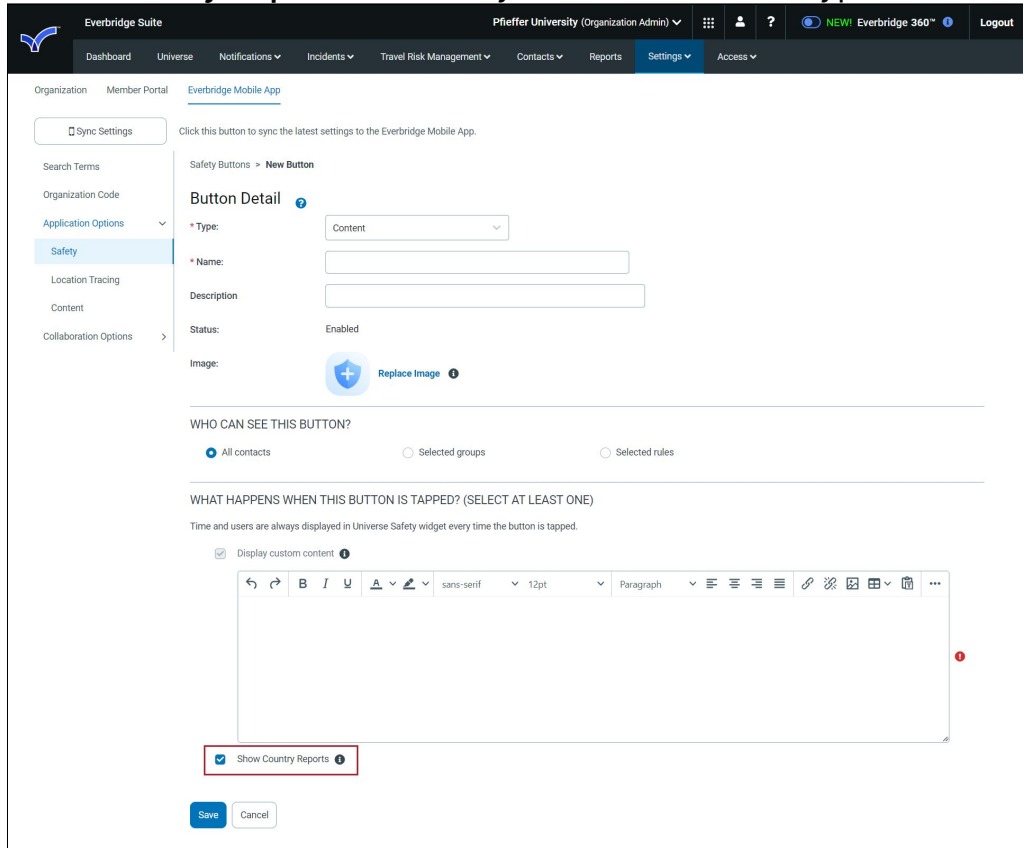 Everbridge Suite
Pfieffer University (Organization Admin)
?
NEW! Everbridge 360™
Logout
Dashboard Universe Notifications Incidents Travel Risk Management Contacts Reports Settings Access
Organization Member Portal Everbridge Mobile App
Sync Settings Click this button to sync the latest settings to the Everbridge Mobile App.
Search Terms
Organization Code
Application Options
Safety
Location Tracing
Content
Collaboration Options
Safety Buttons > New Button
Button Detail ?
* Type: Content
* Name:
Description
Status: Enabled
Image: Replace Image
WHO CAN SEE THIS BUTTON?
All contacts Selected groups Selected rules
WHAT HAPPENS WHEN THIS BUTTON IS TAPPED? (SELECT AT LEAST ONE)
Time and users are always displayed in Universe Safety widget every time the button is tapped.
Display custom content
B I U A sans-serif 12pt Paragraph
Show Country Reports
Save Cancel